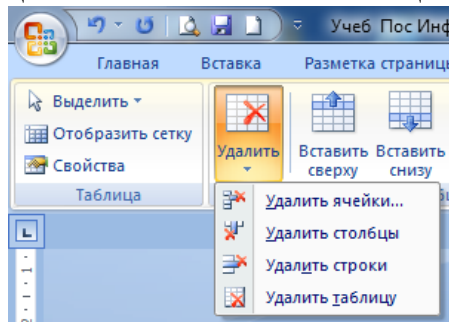 Учеб Пос Инф
Главная Вставка Разметка страницы
Выделить
Отобразить сетку
Свойства
Таблица
Удалить
Вставить сверху
Вставить снизу
Удалить ячейки...
Удалить столбцы
Удалить строки
Удалить таблицу
L